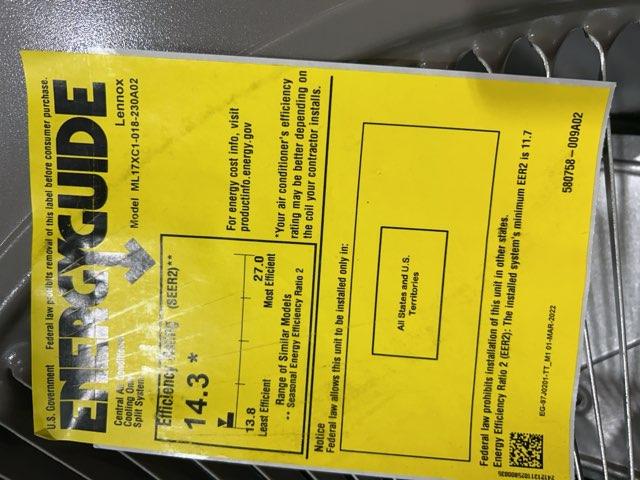 U.S. Government Federal law prohibits removal of this label before consumer purchase.
ENERGYGUIDE
Central Air Conditioner
Cooling Only
Split System
Lennox
Model ML17XC1-018-230A02
Efficiency Rating (SEER2)**
14.3*
13.8
Least Efficient
27.0
Most Efficient
Range of Similar Models
** Seasonal Energy Efficiency Ratio 2
For energy cost info, visit
productinfo.energy.gov
*Your air conditioner's efficiency
rating may be better depending on
the coil your contractor installs.
Notice
Federal law allows this unit to be installed only in:
All States and U.S.
Territories
Federal law prohibits installation of this unit in other states.
Energy Efficiency Ratio 2 (EER2): The installed system's minimum EER2 is 11.7
EG-97J0201-TT_M1 01-MAR-2022
580758-009A02